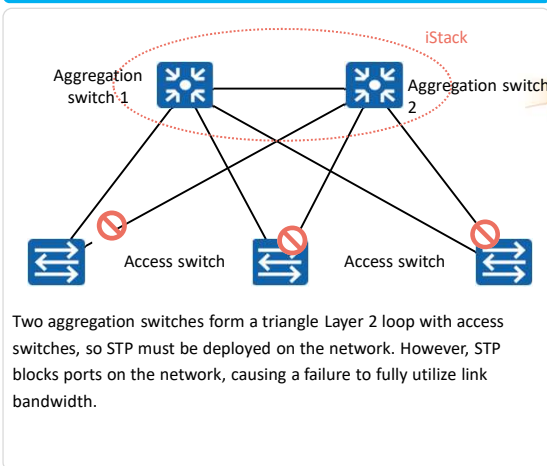 iStack
Aggregation
switch 1
Aggregation switch
2
Access switch
Access switch
Two aggregation switches form a triangle Layer 2 loop with access
switches, so STP must be deployed on the network. However, STP
blocks ports on the network, causing a failure to fully utilize link
bandwidth.